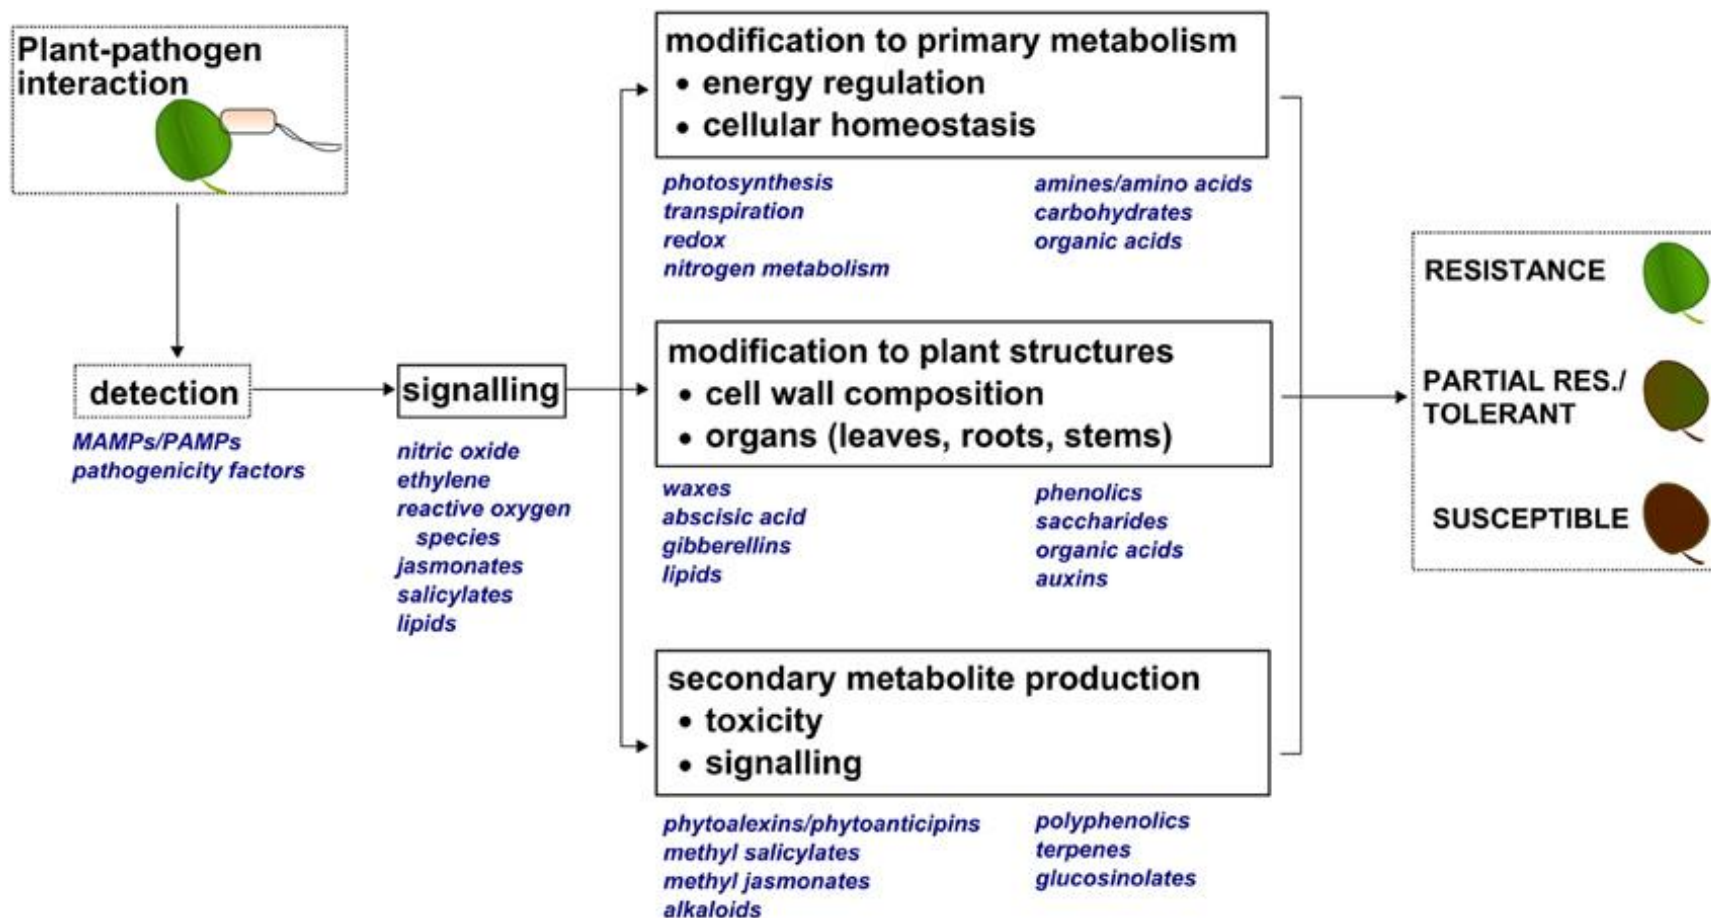 Plant-pathogen
interaction
detection
MAMPs/PAMPs
pathogenicity factors
signalling
nitric oxide
ethylene
reactive oxygen
species
jasmonates
salicylates
lipids
modification to primary metabolism
• energy regulation
• cellular homeostasis
photosynthesis
transpiration
redox
nitrogen metabolism
amines/amino acids
carbohydrates
organic acids
modification to plant structures
• cell wall composition
• organs (leaves, roots, stems)
waxes
abscisic acid
gibberellins
lipids
phenolics
saccharides
organic acids
auxins
secondary metabolite production
• toxicity
• signalling
phytoalexins/phytoanticipins
methyl salicylates
methyl jasmonates
alkaloids
polyphenolics
terpenes
glucosinolates
RESISTANCE
PARTIAL RES./
TOLERANT
SUSCEPTIBLE